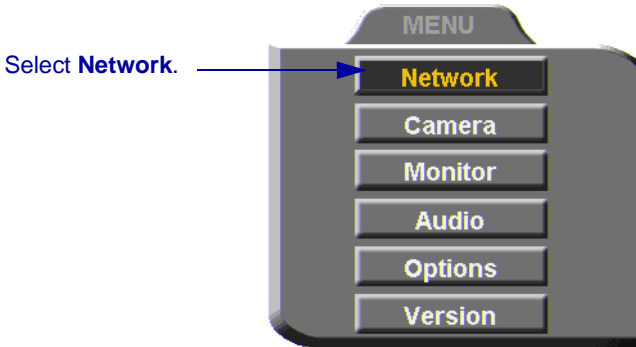 MENU
Select Network.
Network
Camera
Monitor
Audio
Options
Version